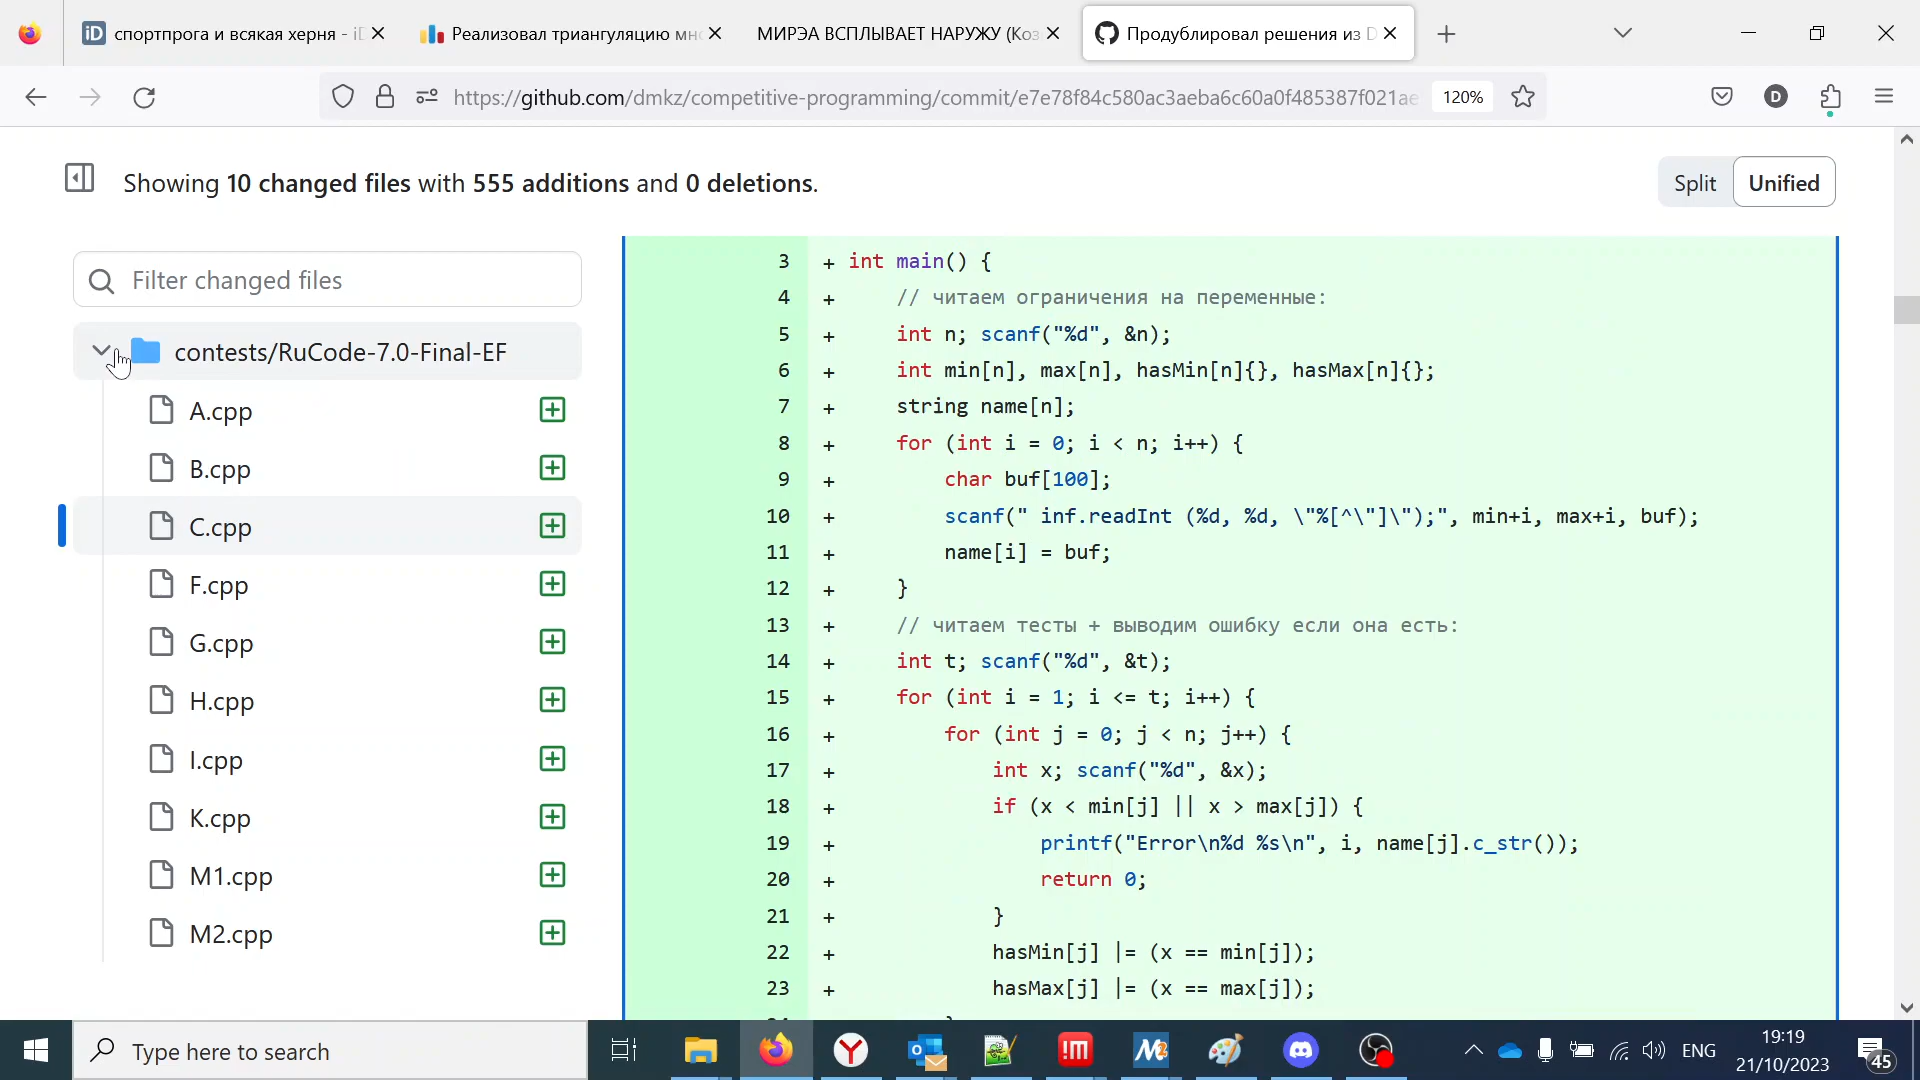 спортпрога и всякая херня - iD
Реализовал триангуляцию мн
МИРЭА ВСПЛЫВАЕТ НАРУЖУ (Коз
Продублировал решения из D
https://github.com/dmkz/competitive-programming/commit/e7e78f84c580ac3aeba6c60a0f485387f021ae
120%
D
Showing 10 changed files with 555 additions and 0 deletions.
Split
Unified
Filter changed files
contests/RuCode-7.0-Final-EF
A.cpp
B.cpp
C.cpp
F.cpp
G.cpp
H.cpp
I.cpp
K.cpp
M1.cpp
M2.cpp
3 + int main() {
4 + // читаем ограничения на переменные:
5 + int n; scanf("%d", &n);
6 + int min[n], max[n], hasMin[n]{}, hasMax[n]{};
7 + string name[n];
8 + for (int i = 0; i < n; i++) {
9 + char buf[100];
10 + scanf(" inf.readInt (%d, %d, \"%[^\"]\");", min+i, max+i, buf);
11 + name[i] = buf;
12 + }
13 + // читаем тесты + выводим ошибку если она есть:
14 + int t; scanf("%d", &t);
15 + for (int i = 1; i <= t; i++) {
16 + for (int j = 0; j < n; j++) {
17 + int x; scanf("%d", &x);
18 + if (x < min[j] || x > max[j]) {
19 + printf("Error\n%d %s\n", i, name[j].c_str());
20 + return 0;
21 + }
22 + hasMin[j] |= (x == min[j]);
23 + hasMax[j] |= (x == max[j]);
Type here to search
ENG
19:19
21/10/2023
45